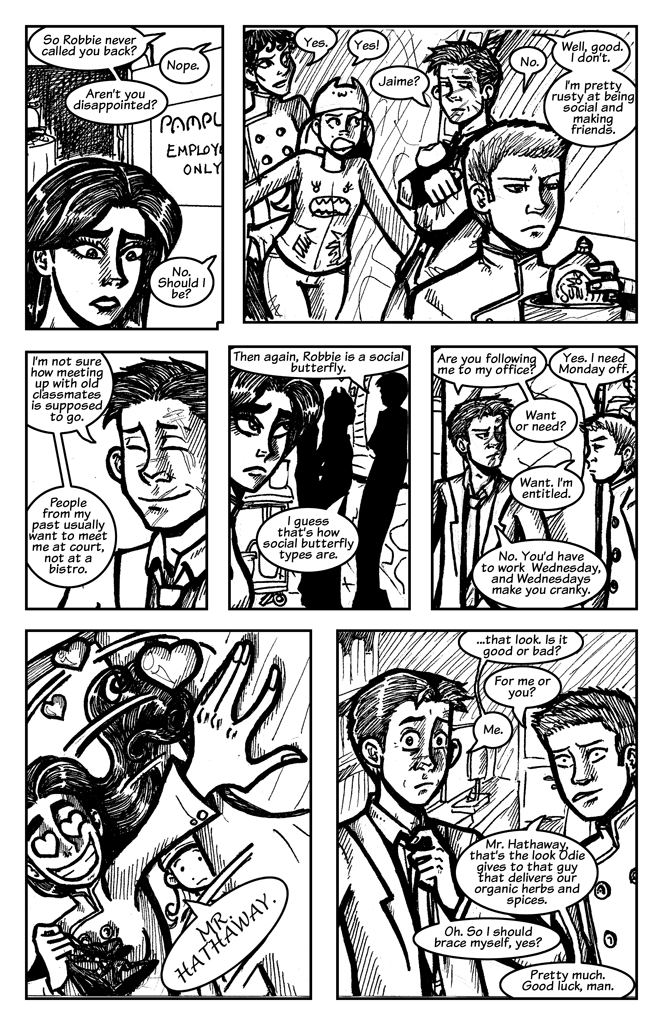 So Robbie never
called you back?
Nope.
Aren't you
disappointed?
PAMPL
EMPLOY
ONLY
No.
Should I
be?
Yes.
Yes!
Jaime?
No.
Well, good.
I don't.
I'm pretty
rusty at being
social and
making
friends.
I'm not sure
how meeting
up with old
classmates
is supposed
to go.
People
from my
past usually
want to meet
me at court,
not at a
bistro.
Then again, Robbie is a social
butterfly.
I guess
that's how
social butterfly
types are.
Are you following
me to my office?
Yes. I need
Monday off.
Want
or need?
Want. I'm
entitled.
No. You'd have
to work Wednesday,
and Wednesdays
make you cranky.
MR
HATHAWAY.
...that look. Is it
good or bad?
For me or
you?
Me.
Mr. Hathaway,
that's the look Odie
gives to that guy
that delivers our
organic herbs and
spices.
Oh. So I should
brace myself, yes?
Pretty much.
Good luck, man.